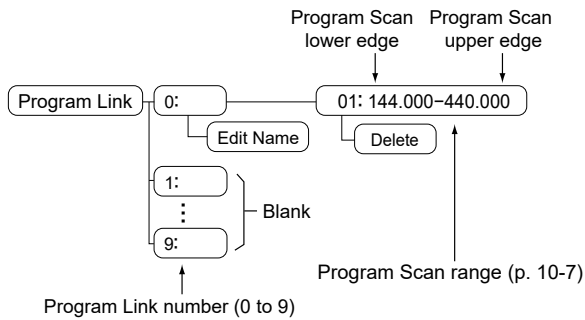 Program Scan
lower edge
Program Scan
upper edge
Program Link
0:
01: 144.000–440.000
Edit Name
Delete
1:
Blank
9:
Program Scan range (p. 10-7)
Program Link number (0 to 9)